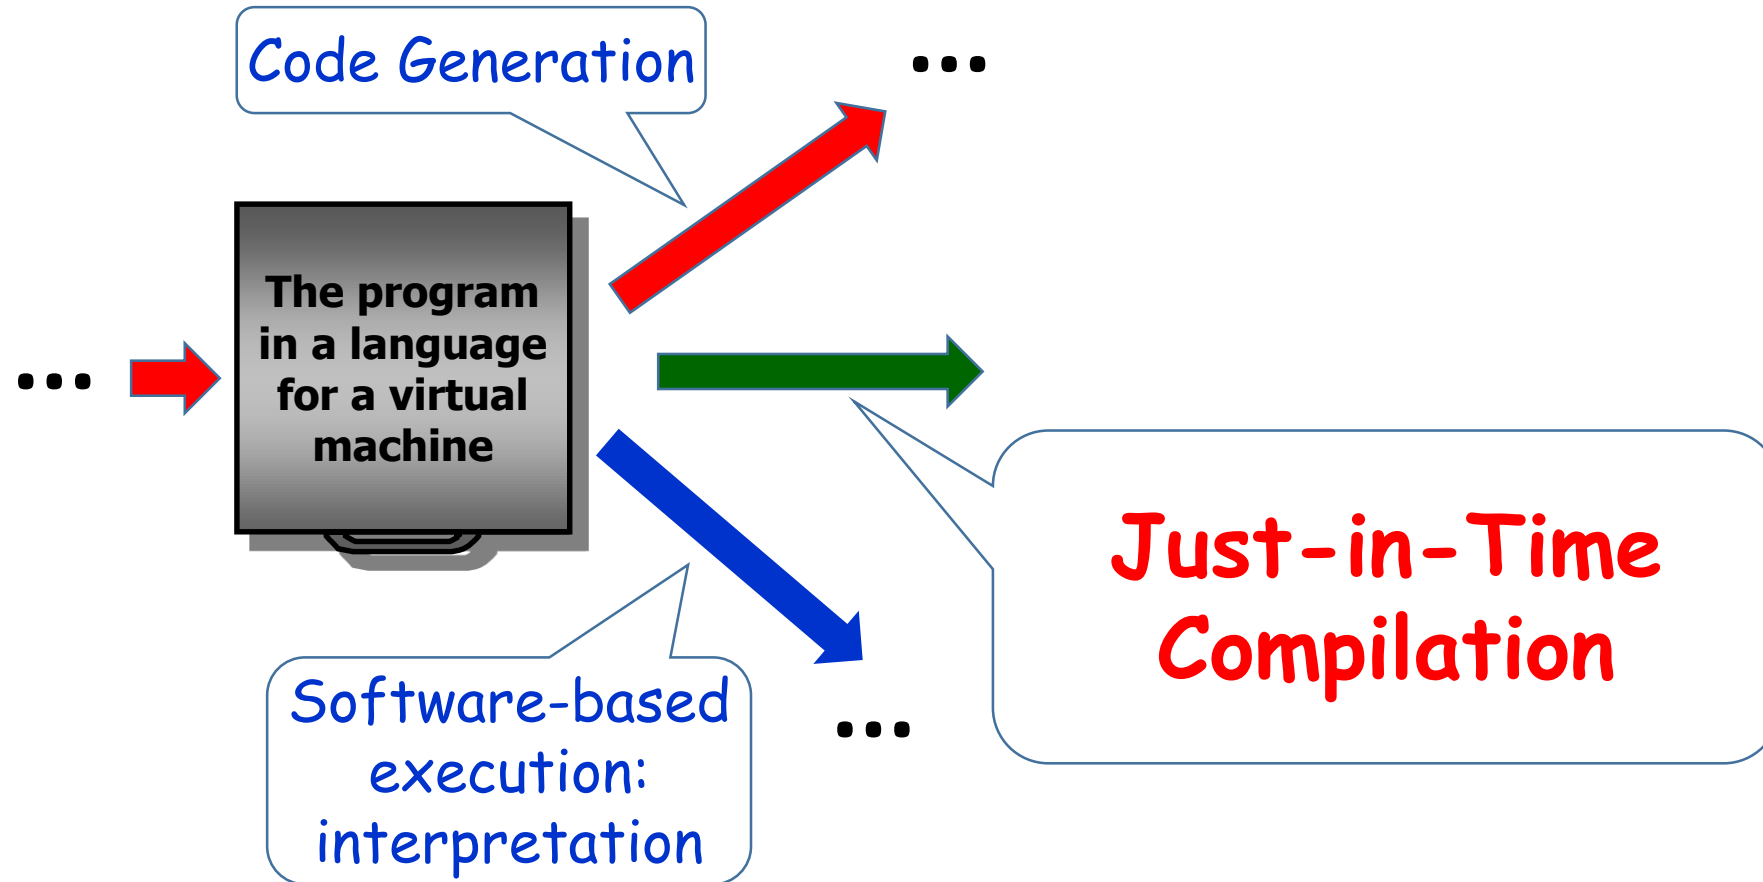 Code Generation
...
The program
in a language
for a virtual
machine
...
Just-in-Time
Compilation
Software-based
execution:
interpretation
...